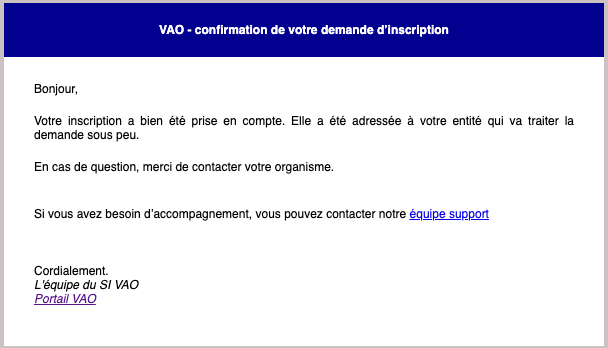 VAO - confirmation de votre demande d'inscription
Bonjour,
Votre inscription a bien été prise en compte. Elle a été adressée à votre entité qui va traiter la
demande sous peu.
En cas de question, merci de contacter votre organisme.
Si vous avez besoin d'accompagnement, vous pouvez contacter notre équipe support
Cordialement.
L'équipe du SI VAO
Portail VAO